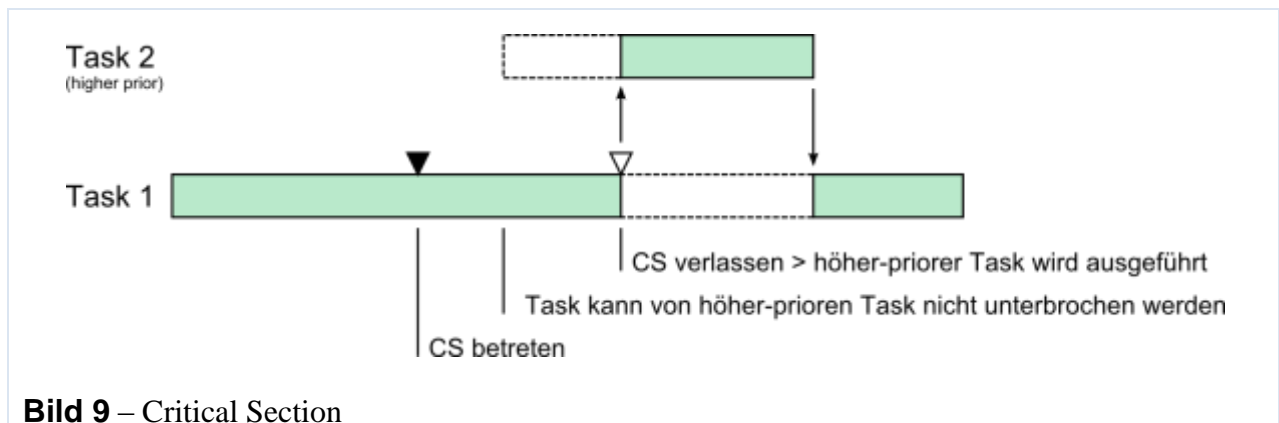 Task 2
(higher prior)
Task 1
CS verlassen > höher-priorer Task wird ausgeführt
Task kann von höher-prioren Task nicht unterbrochen werden
CS betreten
Bild 9 – Critical Section